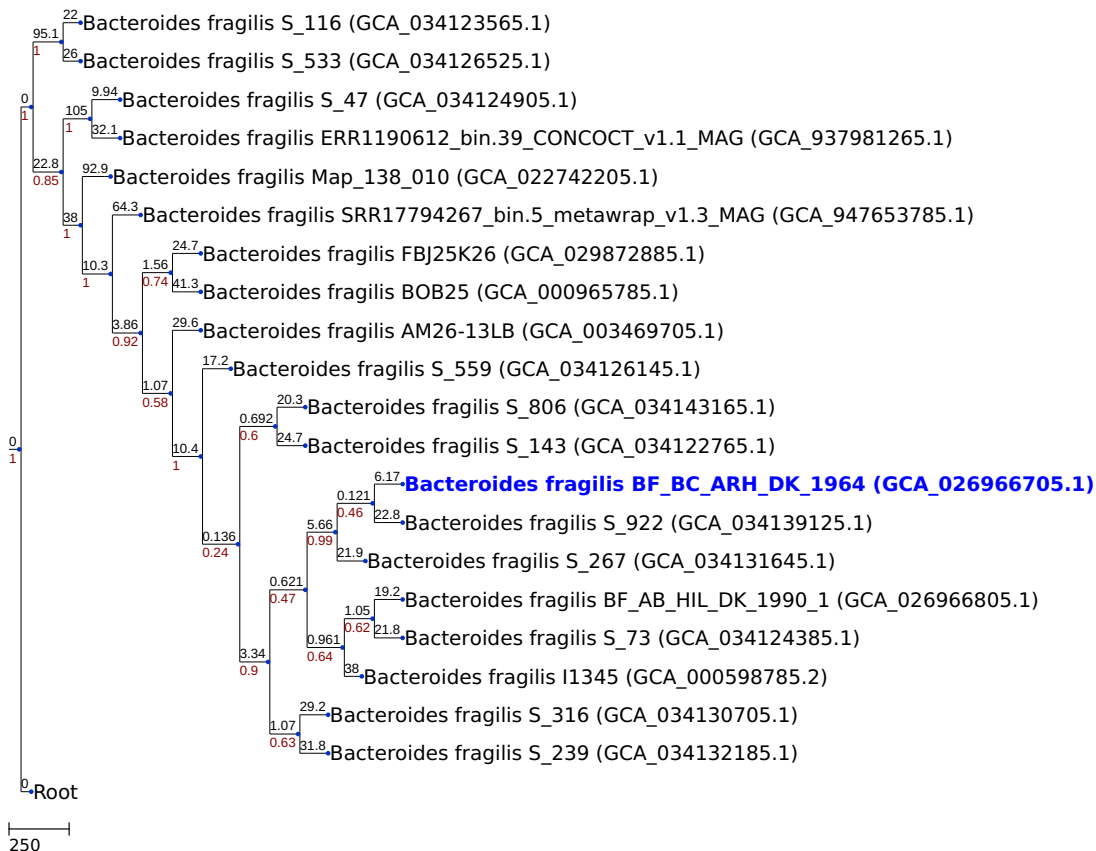 22
Bacteroides fragilis S_116 (GCA_034123565.1)
95.1
1
26
Bacteroides fragilis S_533 (GCA_034126525.1)
0
1
9.94
Bacteroides fragilis S_47 (GCA_034124905.1)
105
1
32.1
Bacteroides fragilis ERR1190612_bin.39_CONCOCT_v1.1_MAG (GCA_937981265.1)
22.8
0.85
92.9
Bacteroides fragilis Map_138_010 (GCA_022742205.1)
38
1
64.3
Bacteroides fragilis SRR17794267_bin.5_metawrap_v1.3_MAG (GCA_947653785.1)
10.3
1
24.7
Bacteroides fragilis FBJ25K26 (GCA_029872885.1)
1.56
0.74
41.3
Bacteroides fragilis BOB25 (GCA_000965785.1)
3.86
0.92
29.6
Bacteroides fragilis AM26-13LB (GCA_003469705.1)
1.07
0.58
17.2
Bacteroides fragilis S_559 (GCA_034126145.1)
10.4
1
20.3
Bacteroides fragilis S_806 (GCA_034143165.1)
0.692
0.6
24.7
Bacteroides fragilis S_143 (GCA_034122765.1)
0
1
0.136
0.24
6.17
Bacteroides fragilis BF_BC_ARH_DK_1964 (GCA_026966705.1)
0.121
0.46
22.8
Bacteroides fragilis S_922 (GCA_034139125.1)
5.66
0.99
21.9
Bacteroides fragilis S_267 (GCA_034131645.1)
0.621
0.47
19.2
Bacteroides fragilis BF_AB_HIL_DK_1990_1 (GCA_026966805.1)
1.05
0.62
21.8
Bacteroides fragilis S_73 (GCA_034124385.1)
0.961
0.64
38
Bacteroides fragilis I1345 (GCA_000598785.2)
3.34
0.9
29.2
Bacteroides fragilis S_316 (GCA_034130705.1)
1.07
0.63
31.8
Bacteroides fragilis S_239 (GCA_034132185.1)
0
Root
250